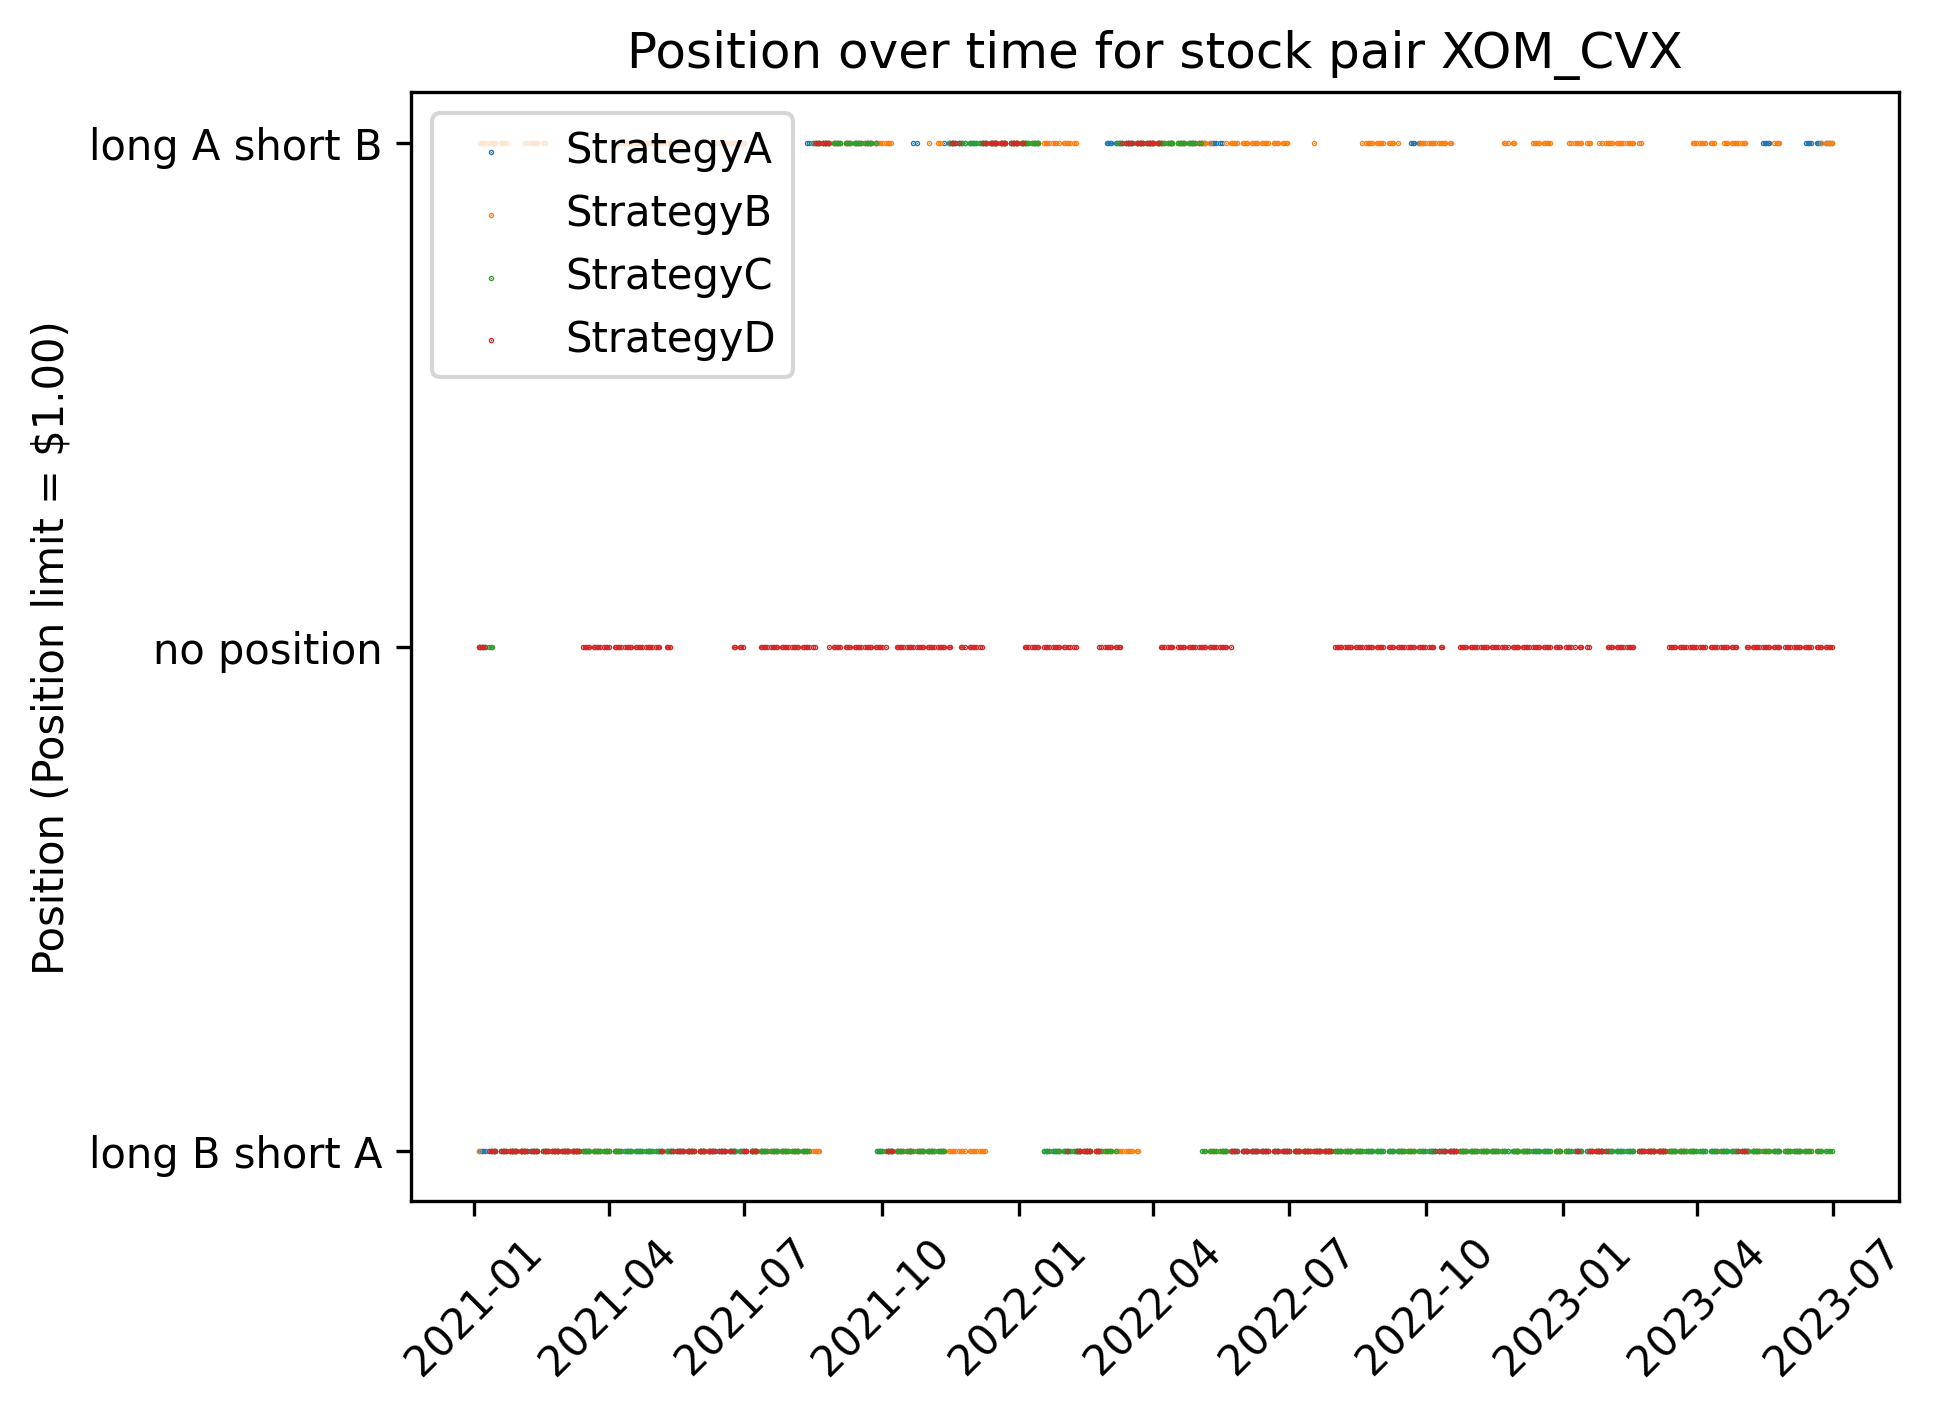 Position over time for stock pair XOM_CVX
Position (Position limit = $1.00)
long A short B
no position
long B short A
StrategyA
StrategyB
StrategyC
StrategyD
2021-01
2021-04
2021-07
2021-10
2022-01
2022-04
2022-07
2022-10
2023-01
2023-04
2023-07